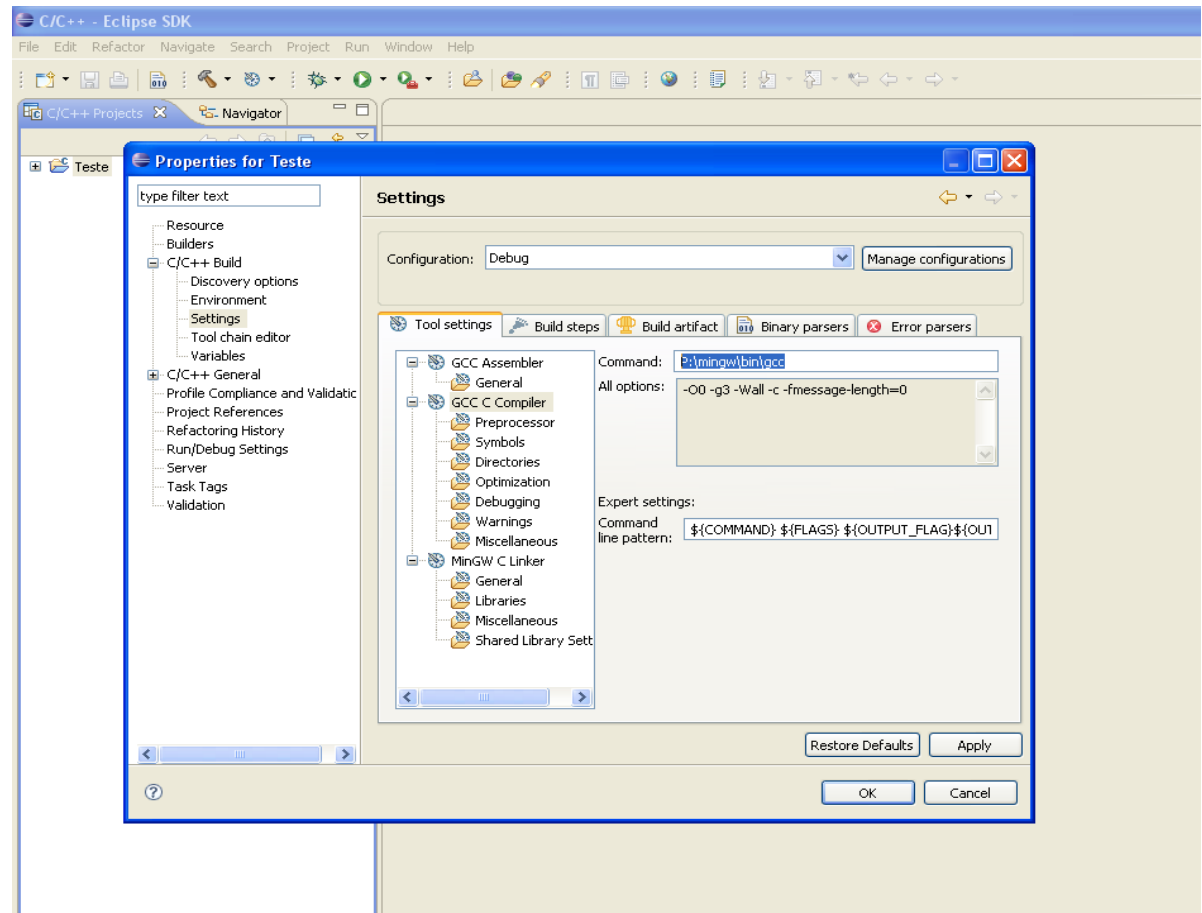 C/C++ - Eclipse SDK
File Edit Refactor Navigate Search Project Run Window Help
C/C++ Projects Navigator
Teste
Properties for Teste
type filter text
Resource
Builders
C/C++ Build
Discovery options
Environment
Settings
Tool chain editor
Variables
C/C++ General
Profile Compliance and Validatic
Project References
Refactoring History
Run/Debug Settings
Server
Task Tags
Validation
Settings
Configuration: Debug Manage configurations
Tool settings Build steps Build artifact Binary parsers Error parsers
GCC Assembler
General
GCC C Compiler
Preprocessor
Symbols
Directories
Optimization
Debugging
Warnings
Miscellaneous
MinGW C Linker
General
Libraries
Miscellaneous
Shared Library Sett
Command: P:\mingw\bin\gcc
All options: -O0 -g3 -Wall -c -fmessage-length=0
Expert settings:
Command
line pattern: ${COMMAND} ${FLAGS} ${OUTPUT_FLAG}${OUT
Restore Defaults Apply
OK Cancel